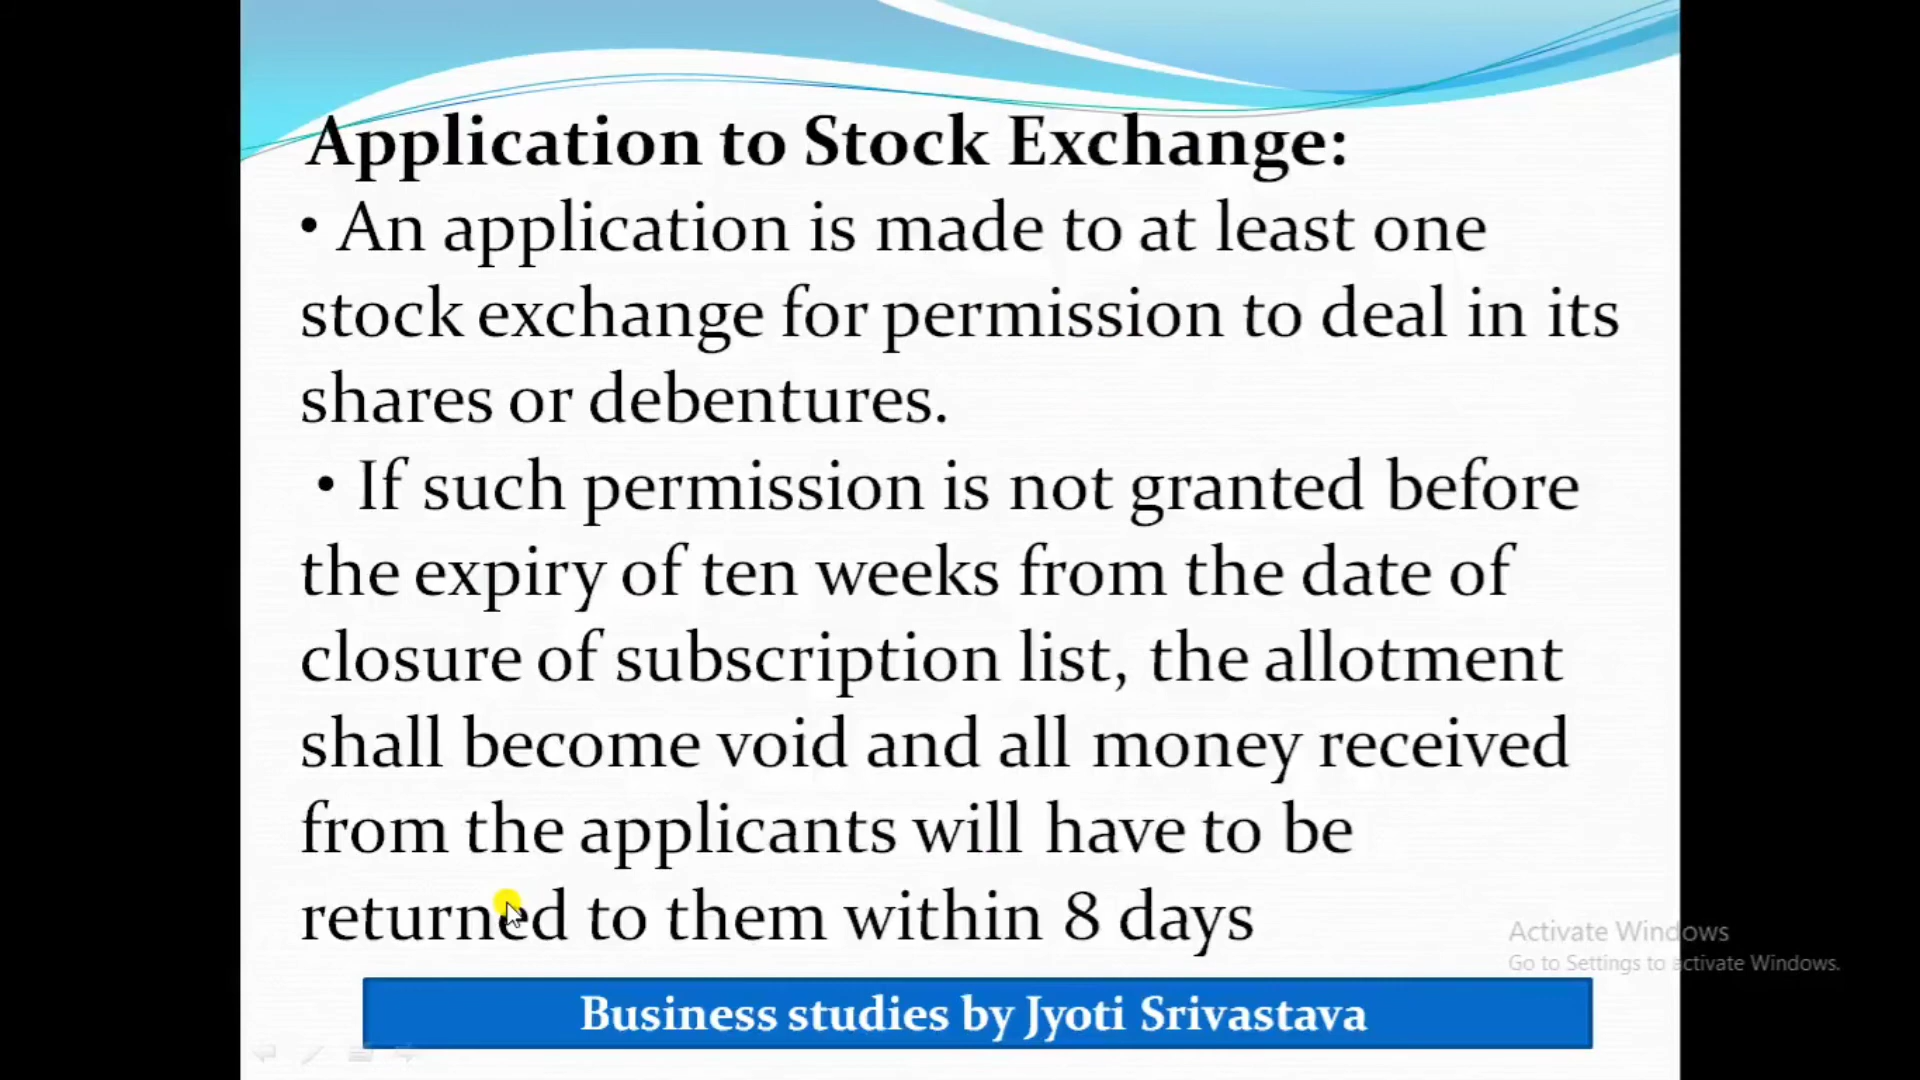 Application to Stock Exchange:
• An application is made to at least one
stock exchange for permission to deal in its
shares or debentures.
• If such permission is not granted before
the expiry of ten weeks from the date of
closure of subscription list, the allotment
shall become void and all money received
from the applicants will have to be
returned to them within 8 days
Activate Windows
Go to Settings to activate Windows.
Business studies by Jyoti Srivastava